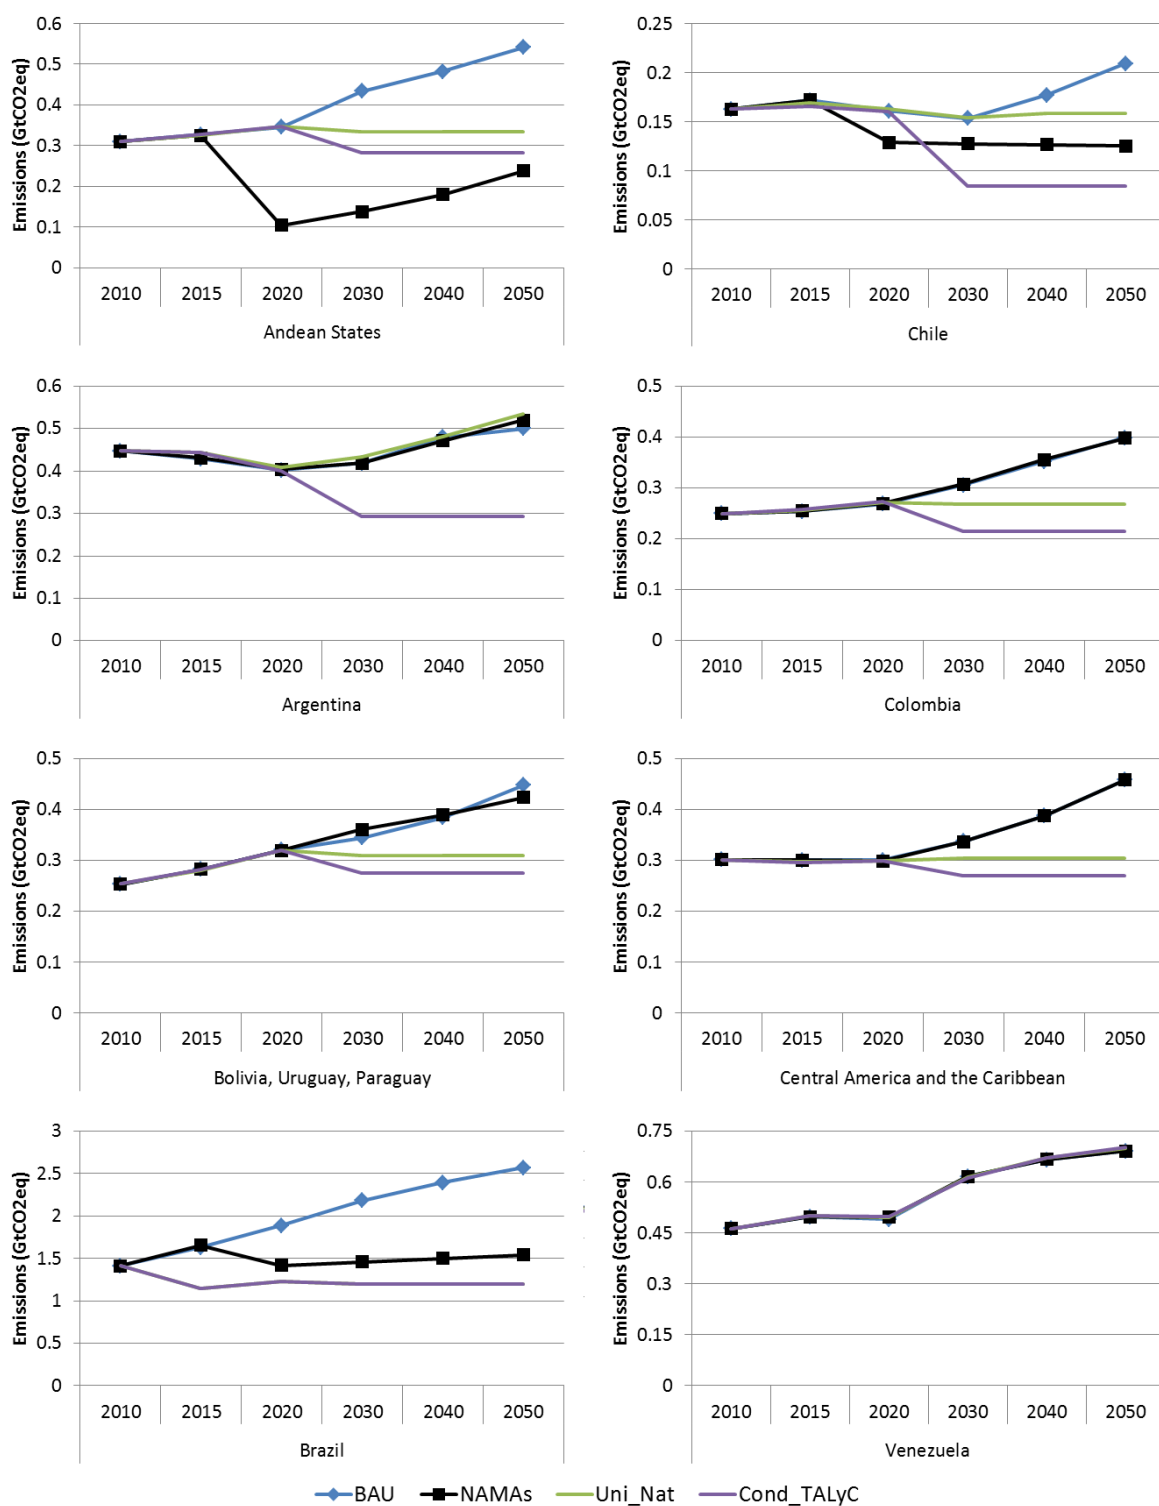 Emissions (GtCO2eq)
0.6
0.5
0.4
0.3
0.2
0.1
0
2010 2015 2020 2030 2040 2050
Andean States
Emissions (GtCO2eq)
0.25
0.2
0.15
0.1
0.05
0
2010 2015 2020 2030 2040 2050
Chile
Emissions (GtCO2eq)
0.6
0.5
0.4
0.3
0.2
0.1
0
2010 2015 2020 2030 2040 2050
Argentina
Emissions (GtCO2eq)
0.5
0.4
0.3
0.2
0.1
0
2010 2015 2020 2030 2040 2050
Colombia
Emissions (GtCO2eq)
0.5
0.4
0.3
0.2
0.1
0
2010 2015 2020 2030 2040 2050
Bolivia, Uruguay, Paraguay
Emissions (GtCO2eq)
0.5
0.4
0.3
0.2
0.1
0
2010 2015 2020 2030 2040 2050
Central America and the Caribbean
Emissions (GtCO2eq)
3
2.5
2
1.5
1
0.5
0
2010 2015 2020 2030 2040 2050
Brazil
Emissions (GtCO2eq)
0.75
0.6
0.45
0.3
0.15
0
2010 2015 2020 2030 2040 2050
Venezuela
BAU NAMAs Uni_Nat Cond_TALyC